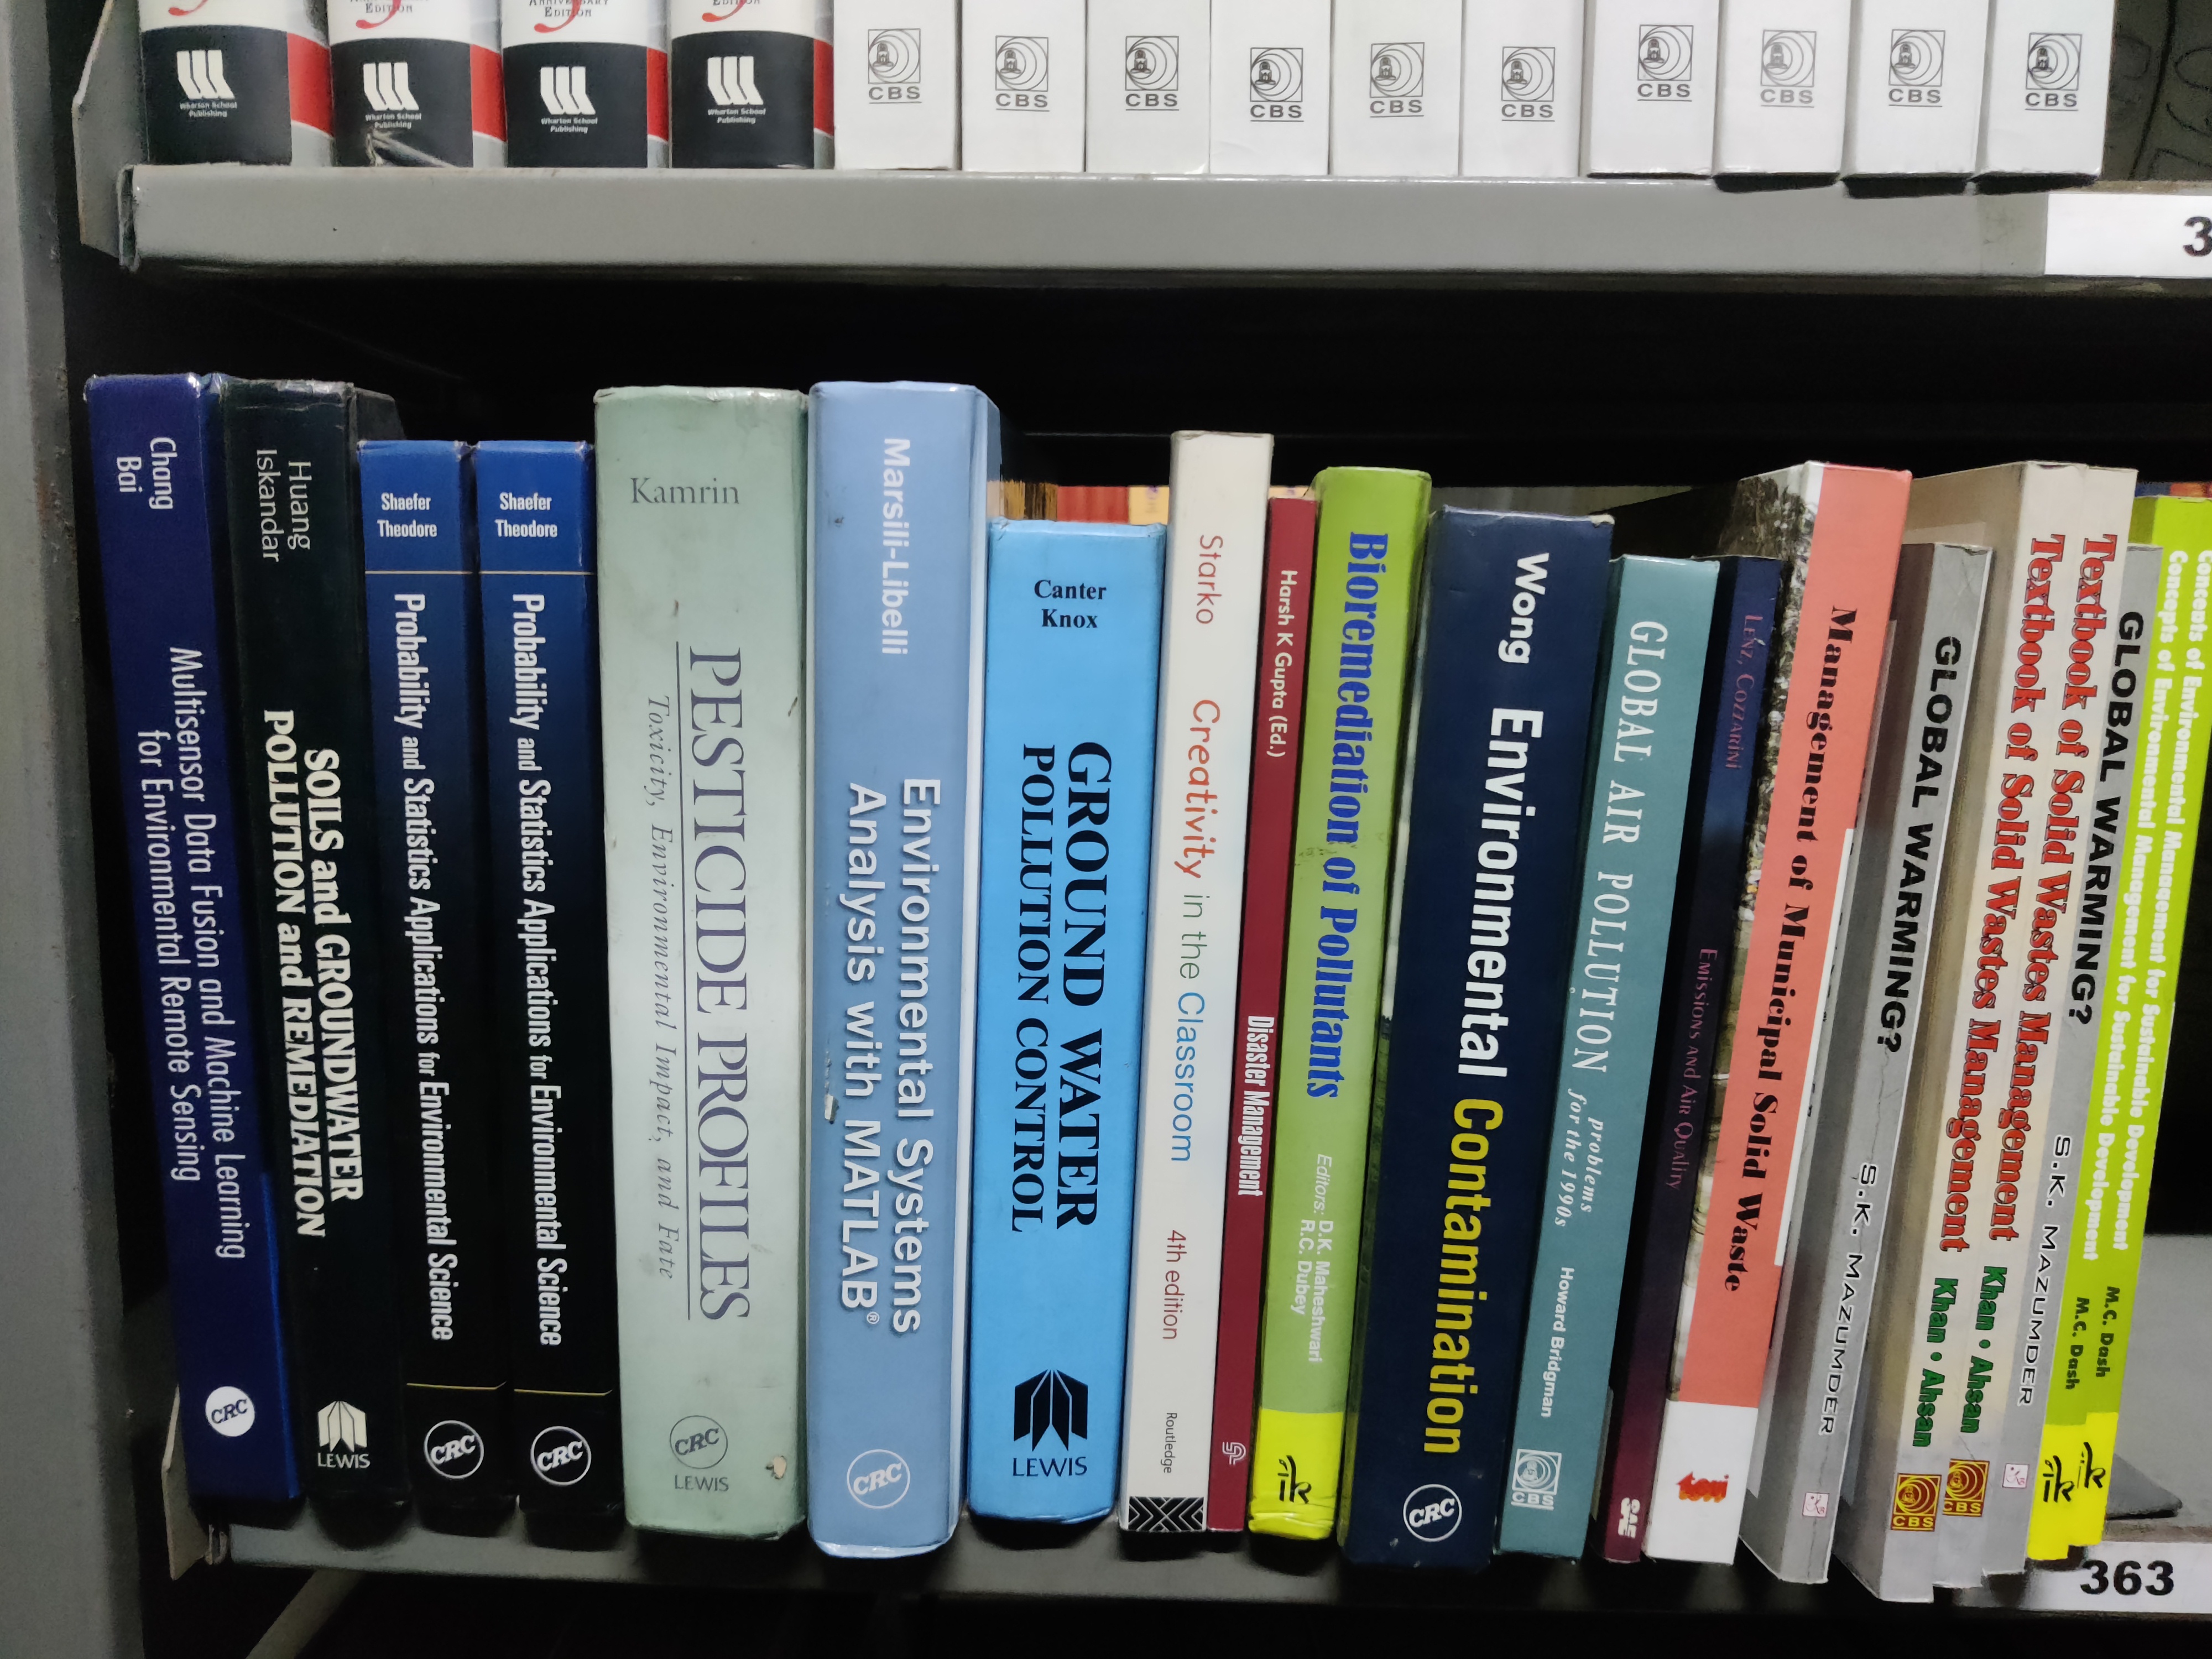 EDITION
Wharton School
Publishing
EDITION
Wharton School
Publishing
ANNIVERSARY
EDITION
Wharton School
Publishing
EDITION
Wharton School
Publishing
CBS
CBS
CBS
CBS
CBS
CBS
CBS
CBS
CBS
CBS
3
Chang
Bai
Multisensor Data Fusion and Machine Learning
for Environmental Remote Sensing
CRC
Huang
Iskandar
SOILS and GROUNDWATER
POLLUTION and REMEDIATION
LEWIS
Shaefer
Theodore
Probability and Statistics Applications for Environmental Science
CRC
Shaefer
Theodore
Probability and Statistics Applications for Environmental Science
CRC
Kamrin
PESTICIDE PROFILES
Toxicity, Environmental Impact, and Fate
CRC
LEWIS
Marsili-Libelli
Environmental Systems
Analysis with MATLAB®
CRC
Canter
Knox
GROUND WATER
POLLUTION CONTROL
LEWIS
Starko
Creativity in the Classroom
4th edition
Routledge
Harsh K Gupta (Ed.)
Disaster Management
Bioremediation of Pollutants
Editors: D.K. Maheshwari
R.C. Dubey
Wong
Environmental Contamination
CRC
GLOBAL AIR POLLUTION
problems
for the 1990s
Howard Bridgman
CBS
Lenz, Cozzarini
Emissions and Air Quality
SAE
Management of Municipal Solid Waste
teri
GLOBAL WARMING?
S.K. MAZUMDER
Textbook of Solid Wastes Management
Khan • Ahsan
CBS
Textbook of Solid Wastes Management
Khan • Ahsan
CBS
GLOBAL WARMING?
S.K. MAZUMDER
Concepts of Environmental Management for Sustainable Development
M.C. Dash
Concepts of Environmental Management for Sustainable Development
M.C. Dash
363